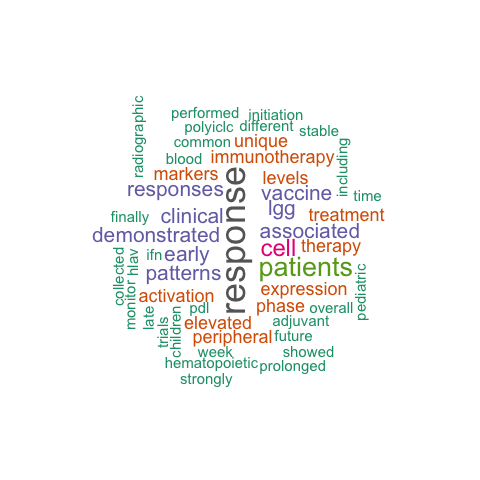 performed
initiation
polyiclc
different
stable
common
unique
radiographic
blood
immunotherapy
including
markers
levels
responses
vaccine
time
lgg
finally
clinical
treatment
response
demonstrated
associated
cell
therapy
hlav
ifn
early
patients
patterns
collected
monitor
activation
expression
pediatric
late
pdl
phase
overall
trials
children
elevated
adjuvant
peripheral
future
week
showed
hematopoietic
prolonged
strongly